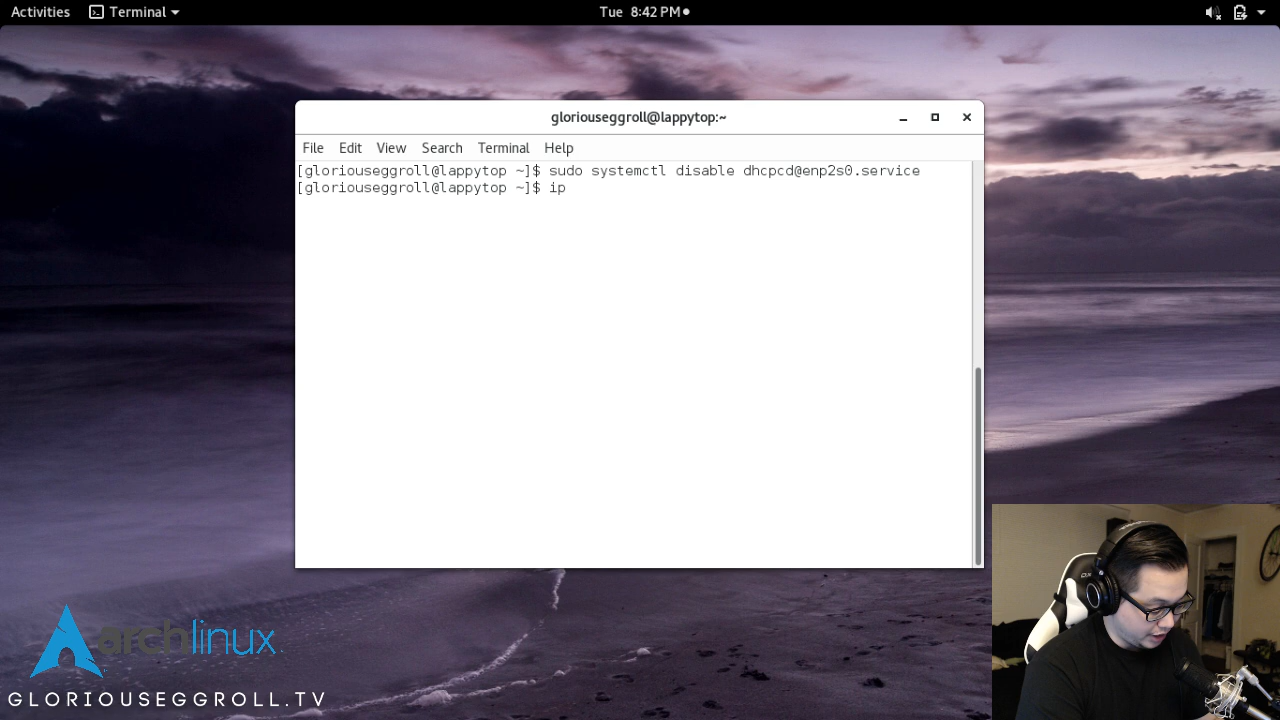 Activities Terminal Tue 8:42 PM
gloriouseggroll@lappytop:~
File Edit View Search Terminal Help
[gloriouseggroll@lappytop ~]$ sudo systemctl disable dhcpcd@enp2s0.service
[gloriouseggroll@lappytop ~]$ ip
archlinux
GLORIOUSEGGROLL.TV